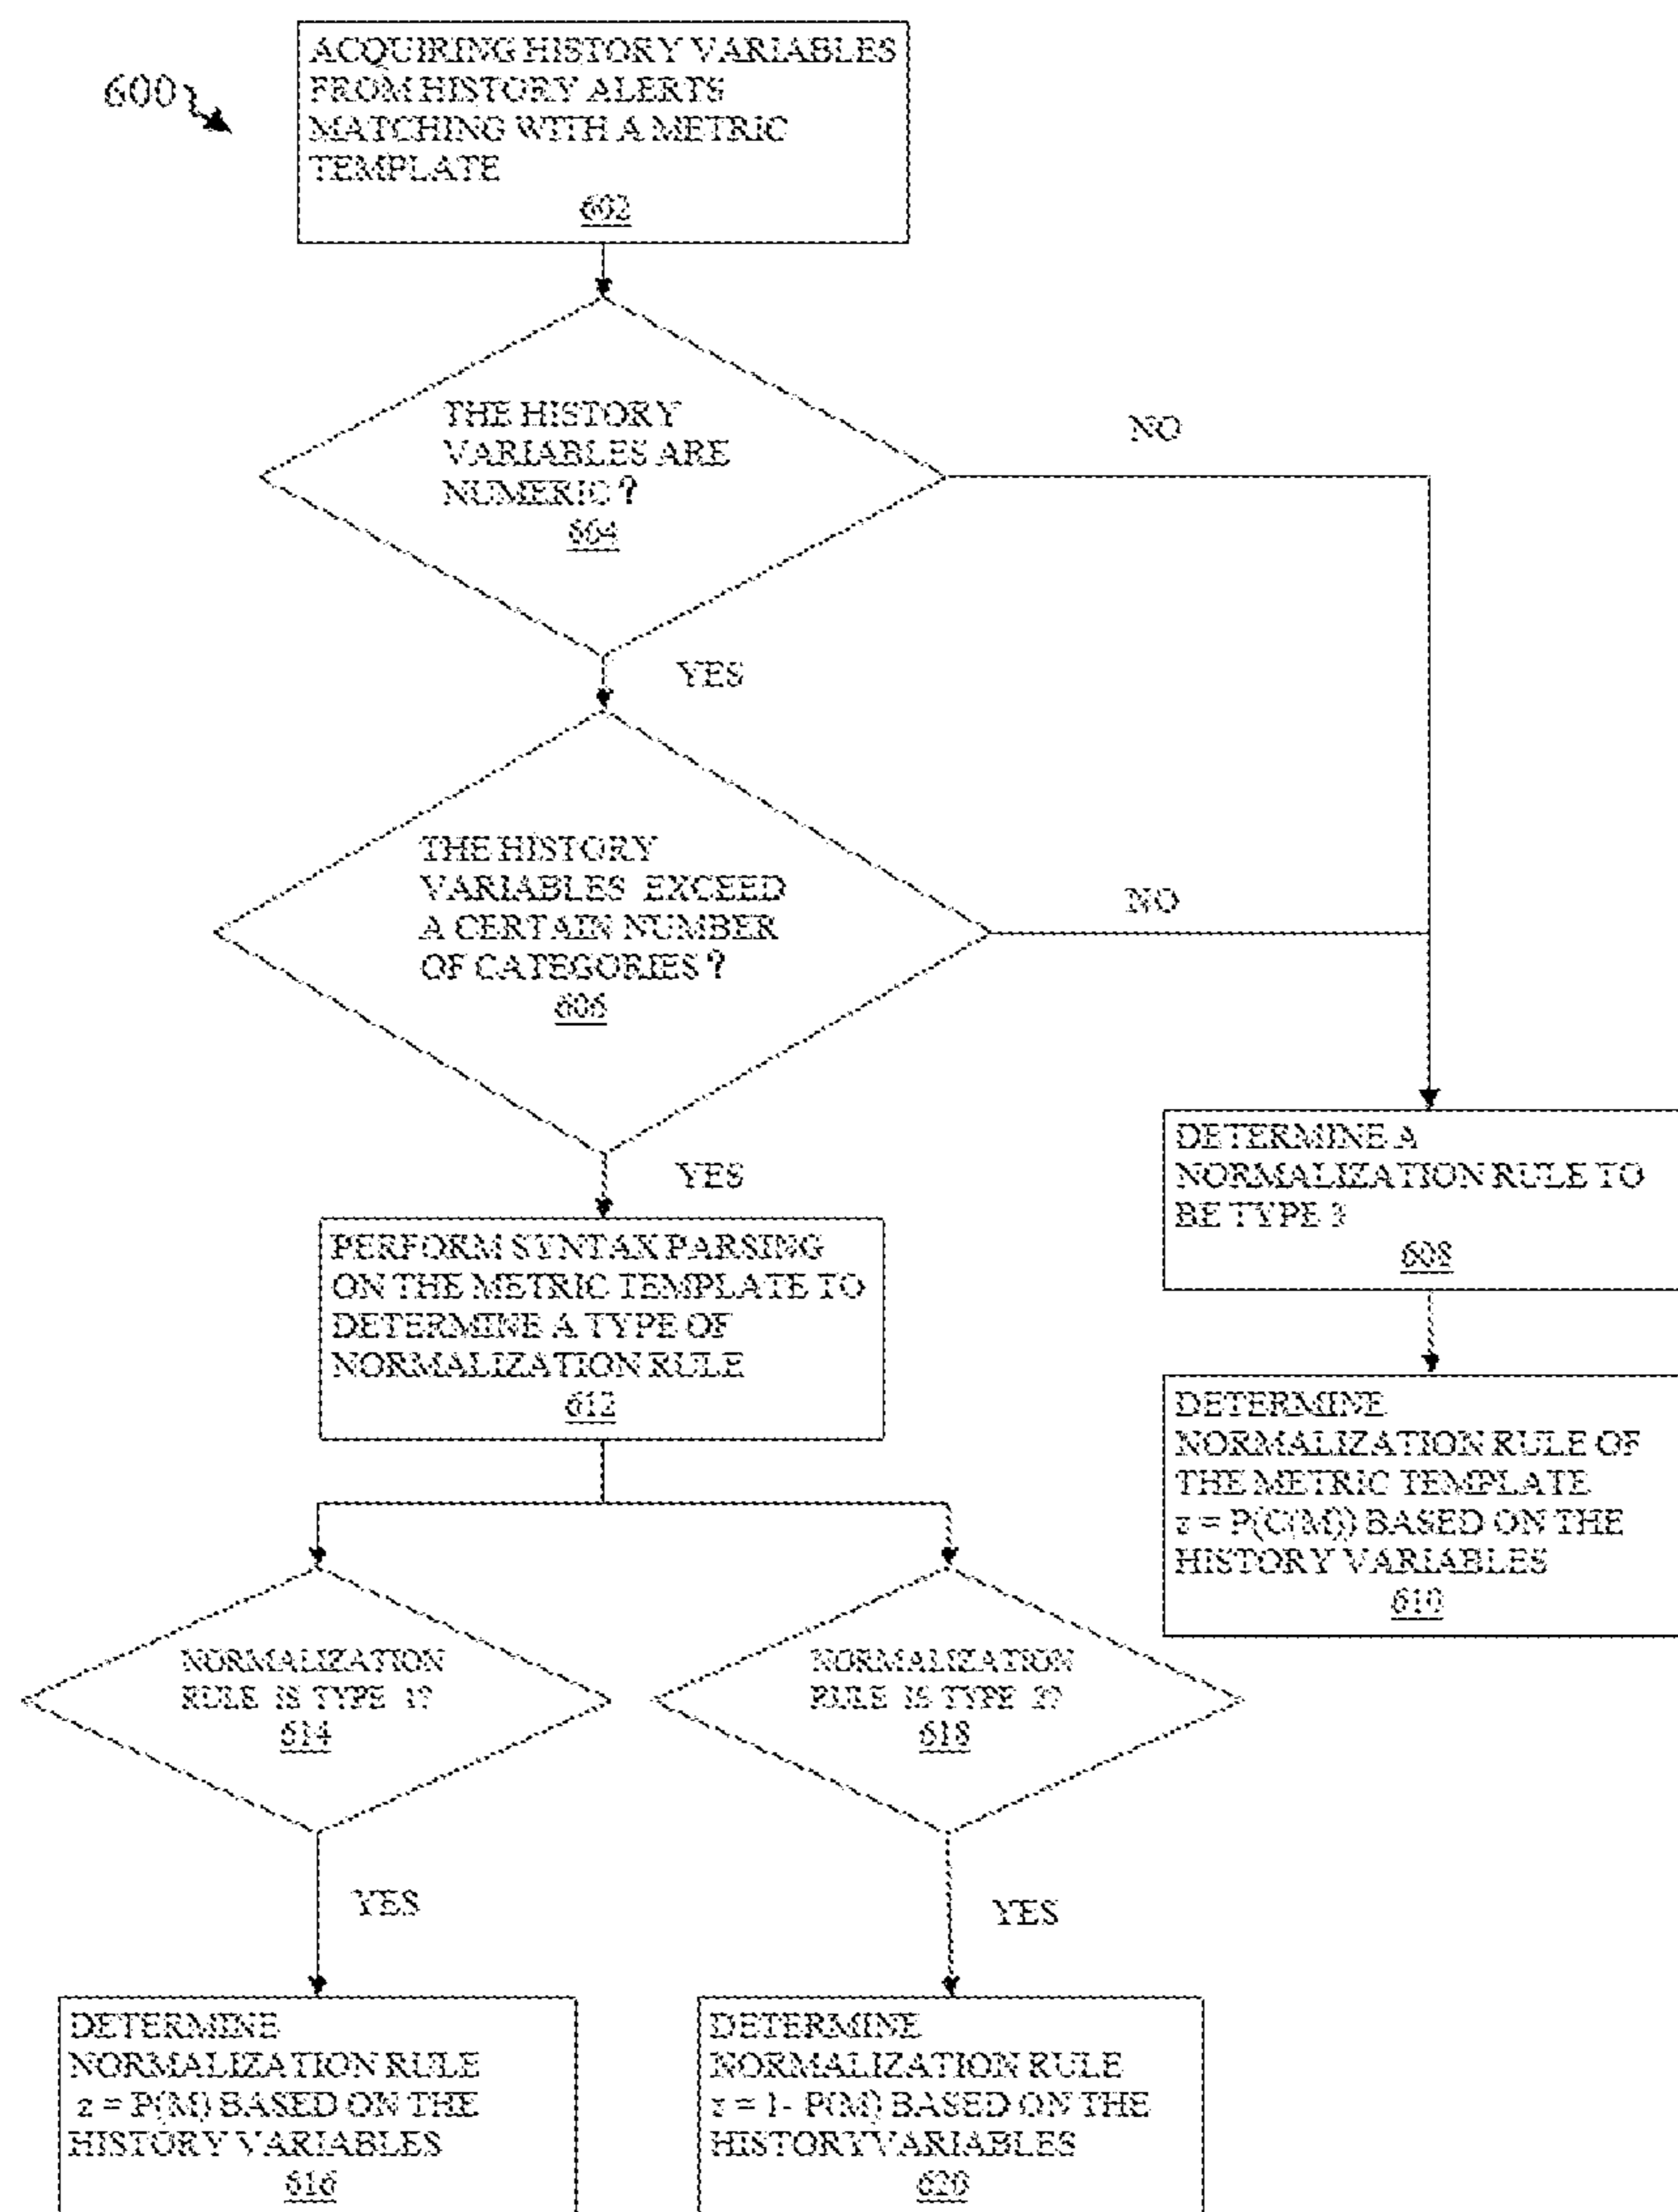 600
ACQUIRING HISTORY VARIABLES
FROM HISTORY ALERTS
MATCHING WITH A METRIC
TEMPLATE
602
THE HISTORY
VARIABLES ARE
NUMERIC ?
604
NO
YES
THE HISTORY
VARIABLES EXCEED
A CERTAIN NUMBER
OF CATEGORIES ?
606
NO
YES
DETERMINE A
NORMALIZATION RULE TO
BE TYPE 3
608
PERFORM SYNTAX PARSING
ON THE METRIC TEMPLATE TO
DETERMINE A TYPE OF
NORMALIZATION RULE
612
DETERMINE
NORMALIZATION RULE OF
THE METRIC TEMPLATE
z = P(C(M)) BASED ON THE
HISTORY VARIABLES
610
NORMALIZATION
RULE IS TYPE 1?
614
NORMALIZATION
RULE IS TYPE 2?
618
YES
YES
DETERMINE
NORMALIZATION RULE
z = P(M) BASED ON THE
HISTORY VARIABLES
616
DETERMINE
NORMALIZATION RULE
z = 1- P(M) BASED ON THE
HISTORYVARIABLES
620